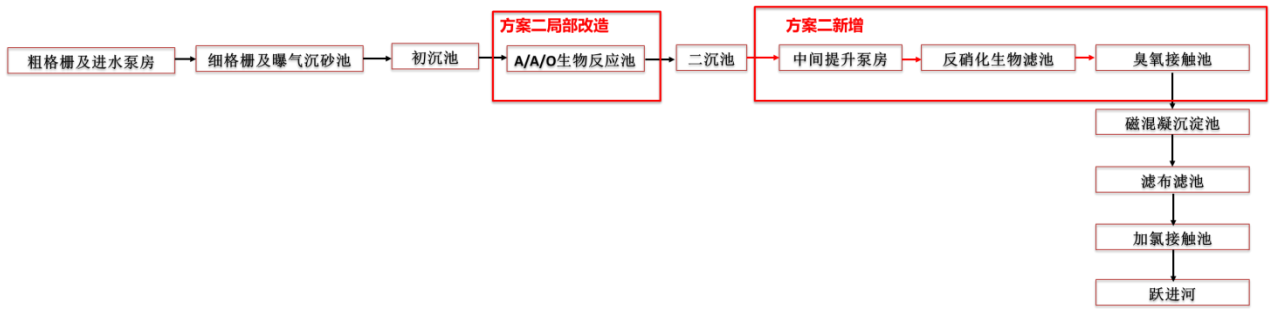 方案二局部改造
方案二新增
粗格栅及进水泵房
细格栅及曝气沉砂池
初沉池
A/A/O生物反应池
二沉池
中间提升泵房
反硝化生物滤池
臭氧接触池
磁混凝沉淀池
滤布滤池
加氯接触池
跃进河